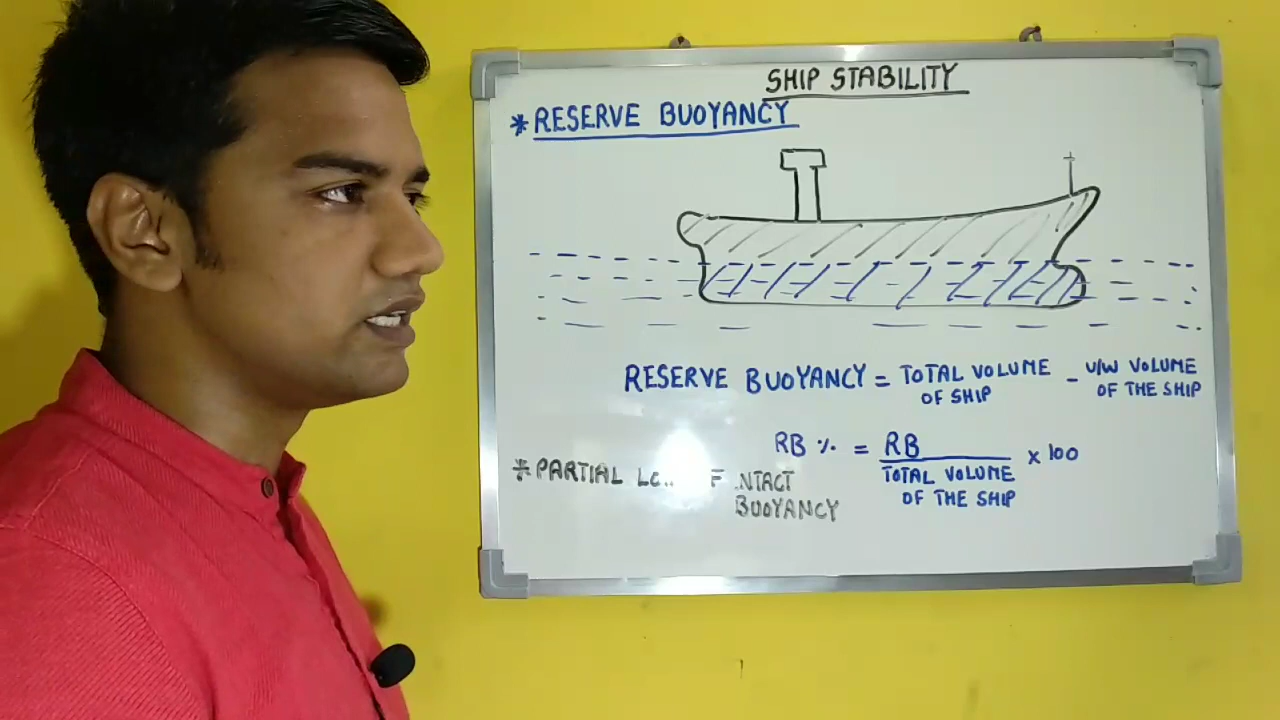 SHIP STABILITY
* RESERVE BUOYANCY
RESERVE BUOYANCY = TOTAL VOLUME OF SHIP - U/W VOLUME OF THE SHIP
RB % = RB / TOTAL VOLUME OF THE SHIP x 100
* PARTIAL
BUOYANCY